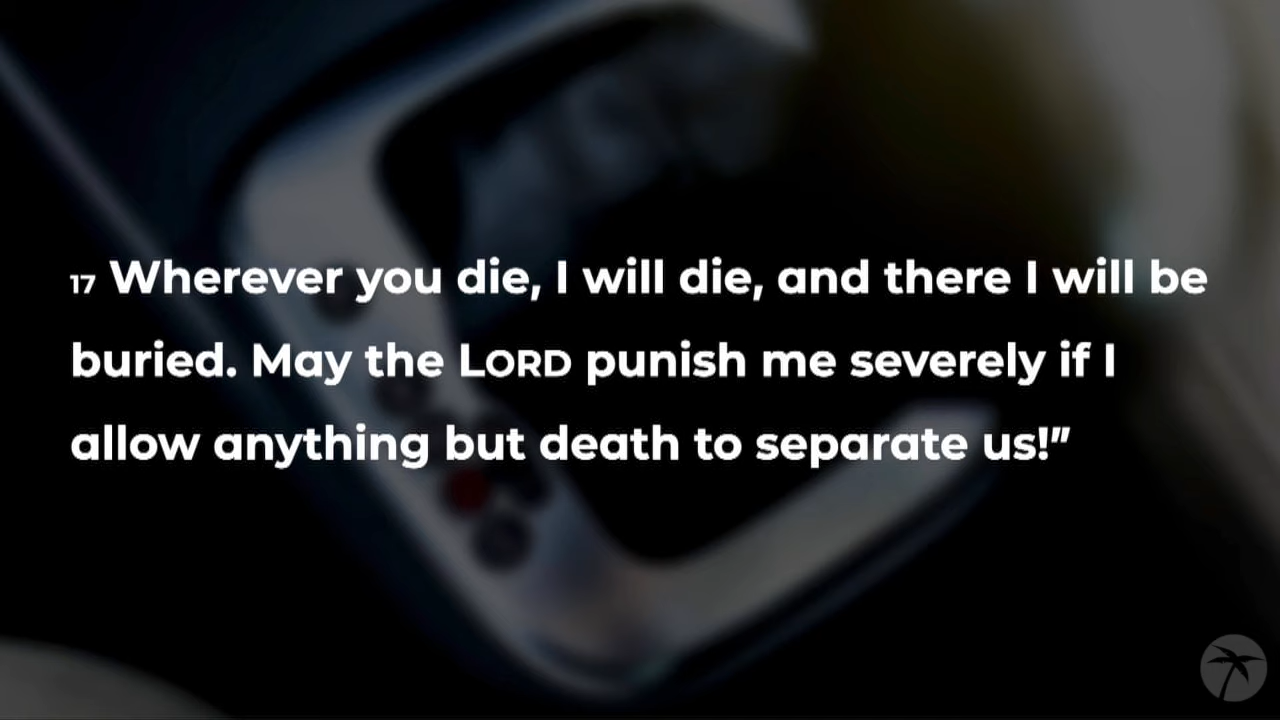 17 Wherever you die, I will die, and there I will be
buried. May the LORD punish me severely if I
allow anything but death to separate us!”